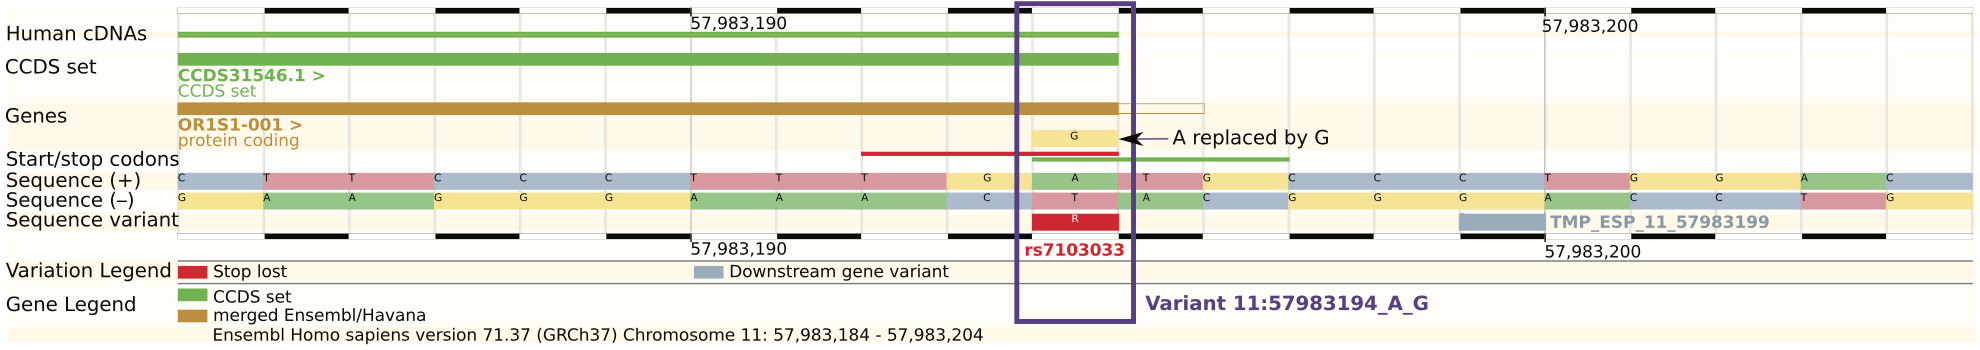 57,983,190 57,983,200
Human cDNAs
CCDS set
CCDS31546.1 >
CCDS set
Genes
OR1S1-001 >
protein coding
G A replaced by G
Start/stop codons
Sequence (+) C T T C C C T T T G A T G C C C T G G A C
Sequence (–) G A A G G G A A A C T A C G G G A C C T G
Sequence variant R TMP_ESP_11_57983199
57,983,190 rs7103033 57,983,200
Variation Legend Stop lost Downstream gene variant
Gene Legend CCDS set
Variant 11:57983194_A_G
merged Ensembl/Havana
Ensembl Homo sapiens version 71.37 (GRCh37) Chromosome 11: 57,983,184 - 57,983,204